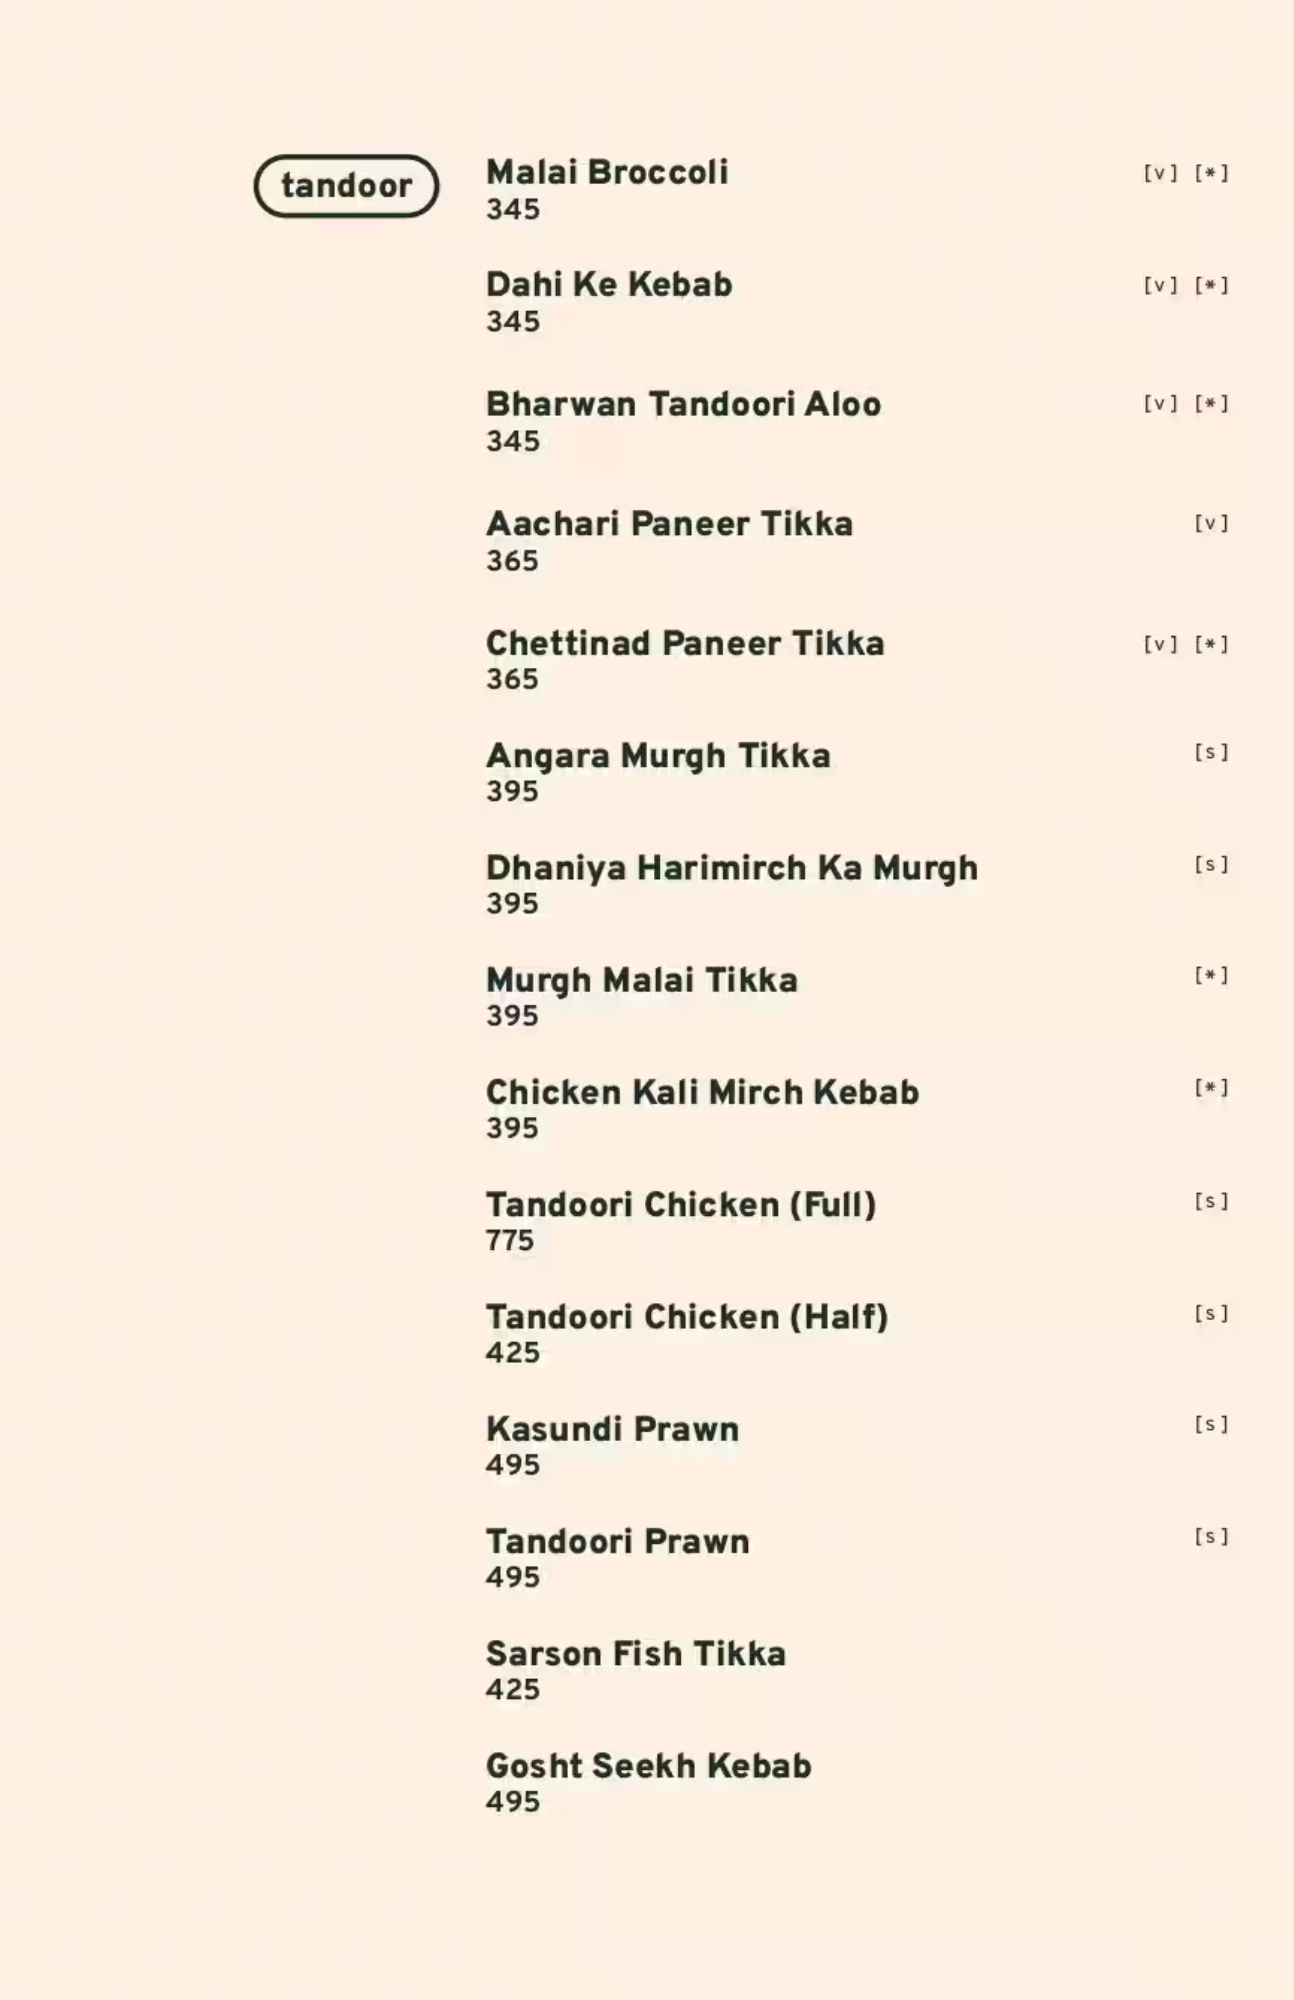 tandoor
Malai Broccoli [v] [*]
345
Dahi Ke Kebab [v] [*]
345
Bharwan Tandoori Aloo [v] [*]
345
Aachari Paneer Tikka [v]
365
Chettinad Paneer Tikka [v] [*]
365
Angara Murgh Tikka [s]
395
Dhaniya Harimirch Ka Murgh [s]
395
Murgh Malai Tikka [*]
395
Chicken Kali Mirch Kebab [*]
395
Tandoori Chicken (Full) [s]
775
Tandoori Chicken (Half) [s]
425
Kasundi Prawn [s]
495
Tandoori Prawn [s]
495
Sarson Fish Tikka
425
Gosht Seekh Kebab
495